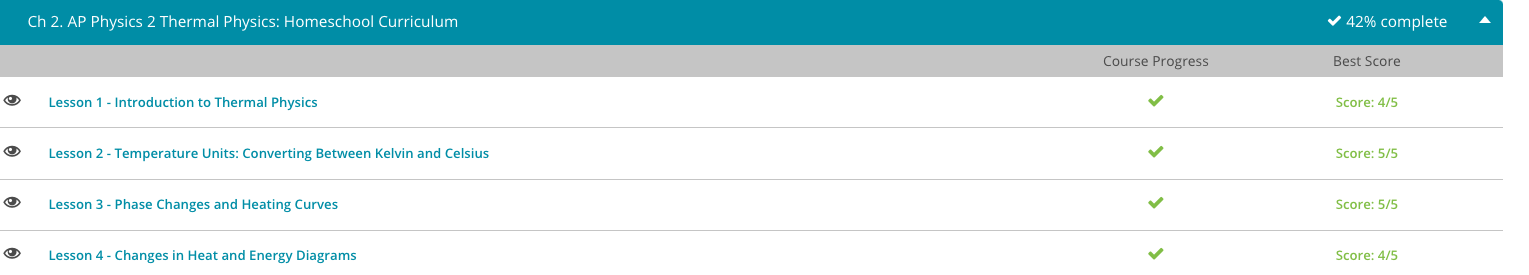 Ch 2. AP Physics 2 Thermal Physics: Homeschool Curriculum 42% complete
Course Progress Best Score
Lesson 1 - Introduction to Thermal Physics Score: 4/5
Lesson 2 - Temperature Units: Converting Between Kelvin and Celsius Score: 5/5
Lesson 3 - Phase Changes and Heating Curves Score: 5/5
Lesson 4 - Changes in Heat and Energy Diagrams Score: 4/5